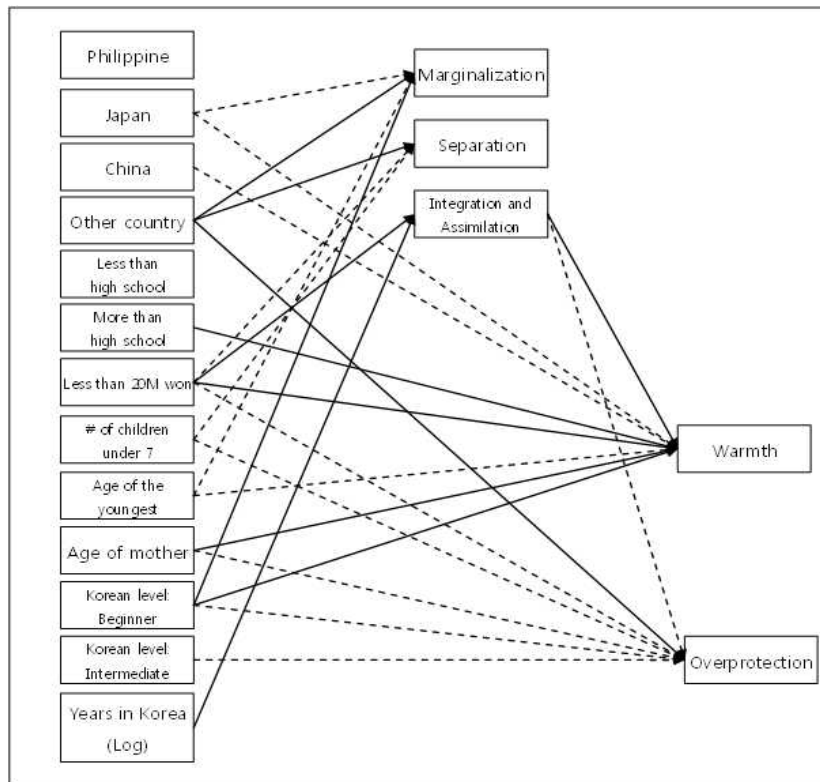 Philippine
Japan
China
Other country
Less than
high school
More than
high school
Less than 20M won
# of children
under 7
Age of the
youngest
Age of mother
Korean level:
Beginner
Korean level:
Intermediate
Years in Korea
(Log)
Marginalization
Separation
Integration and
Assimilation
Warmth
Overprotection